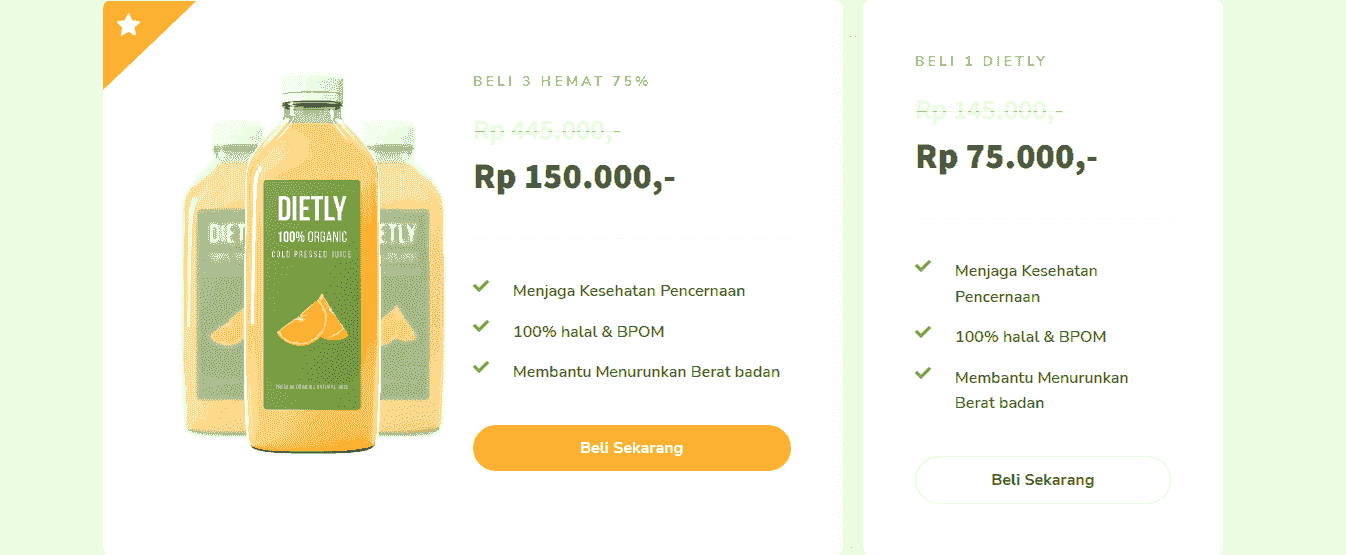 BELI 3 HEMAT 75%
Rp 445.000,-
Rp 150.000,-
Menjaga Kesehatan Pencernaan
100% halal & BPOM
Membantu Menurunkan Berat badan
Beli Sekarang
DIETLY
100% ORGANIC
COLD PRESSED JUICE
DIET
ETLY
BELI 1 DIETLY
Rp 145.000,-
Rp 75.000,-
Menjaga Kesehatan
Pencernaan
100% halal & BPOM
Membantu Menurunkan
Berat badan
Beli Sekarang